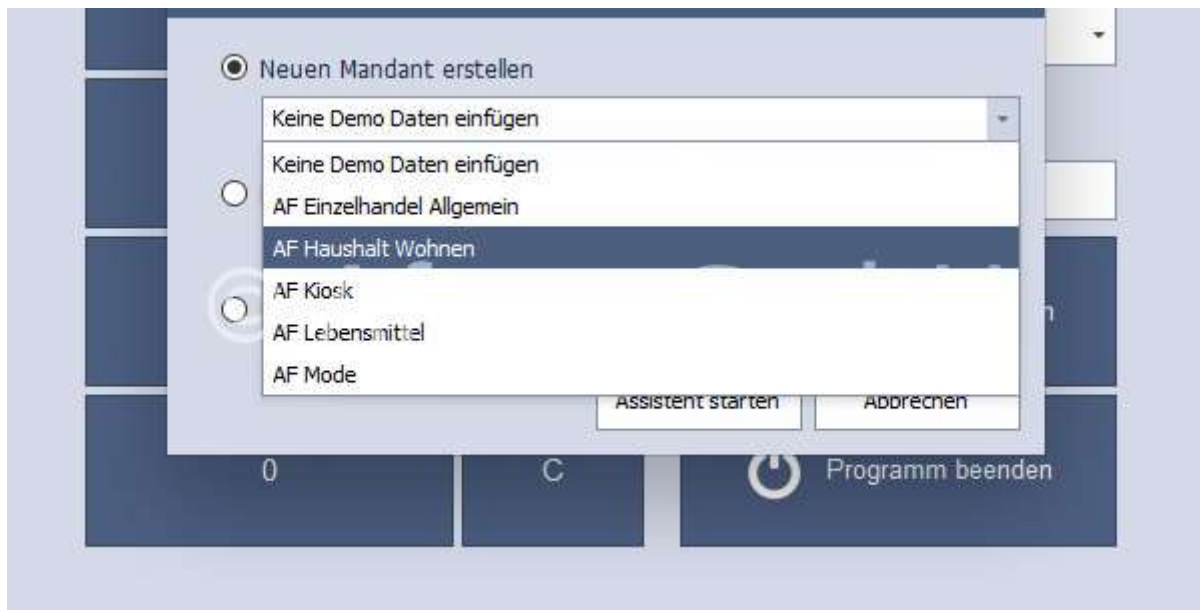 Neuen Mandant erstellen
Keine Demo Daten einfügen
Keine Demo Daten einfügen
AF Einzelhandel Allgemein
AF Haushalt Wohnen
AF Kiosk
AF Lebensmittel
AF Mode
Assistent starten Abbrechen
0 C Programm beenden